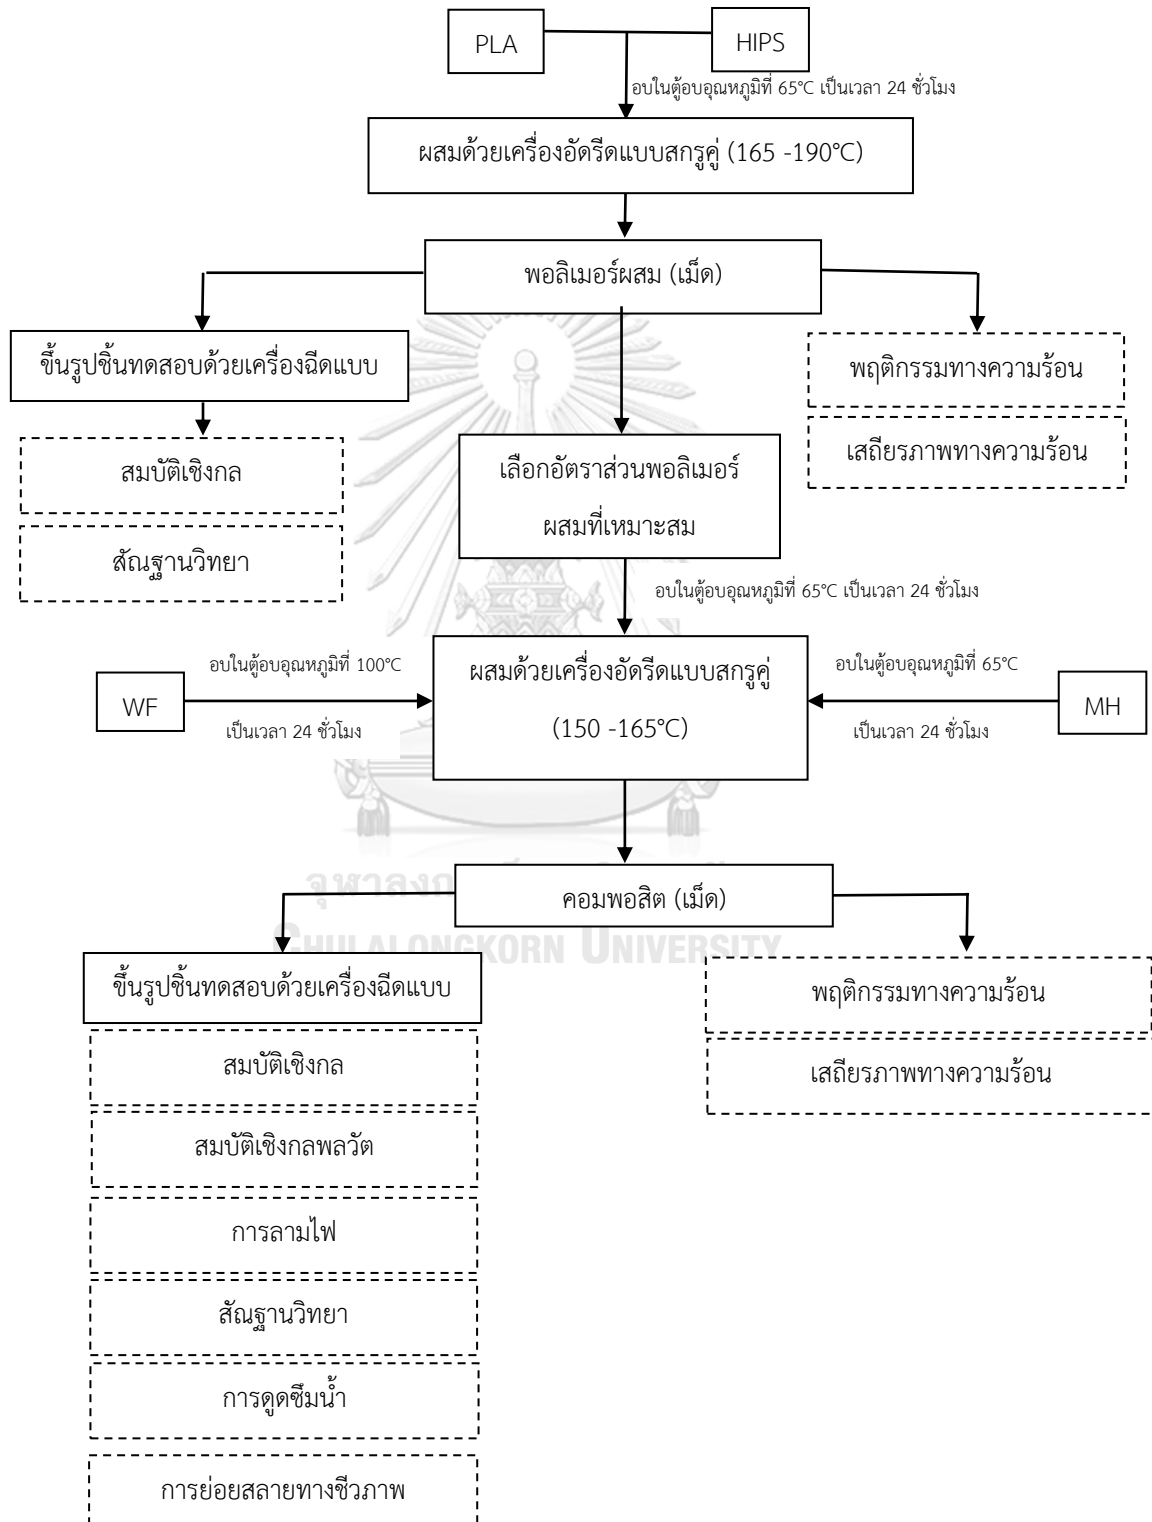 PLA
HIPS
อบในตู้อบอุณหภูมิที่ 65°C เป็นเวลา 24 ชั่วโมง
ผสมด้วยเครื่องอัดรีดแบบสกรูคู่ (165 -190°C)
พอลิเมอร์ผสม (เม็ด)
ขึ้นรูปชิ้นทดสอบด้วยเครื่องฉีดแบบ
พฤติกรรมทางความร้อน
เสถียรภาพทางความร้อน
สมบัติเชิงกล
สัณฐานวิทยา
เลือกอัตราส่วนพอลิเมอร์
ผสมที่เหมาะสม
อบในตู้อบอุณหภูมิที่ 65°C เป็นเวลา 24 ชั่วโมง
อบในตู้อบอุณหภูมิที่ 100°C
WF
เป็นเวลา 24 ชั่วโมง
ผสมด้วยเครื่องอัดรีดแบบสกรูคู่
(150 -165°C)
อบในตู้อบอุณหภูมิที่ 65°C
MH
เป็นเวลา 24 ชั่วโมง
คอมพอสิต (เม็ด)
จุฬาลงก
CHULALONGKORN UNIVERSITY
ขึ้นรูปชิ้นทดสอบด้วยเครื่องฉีดแบบ
พฤติกรรมทางความร้อน
เสถียรภาพทางความร้อน
สมบัติเชิงกล
สมบัติเชิงกลพลวัต
การลามไฟ
สัณฐานวิทยา
การดูดซึมน้ำ
การย่อยสลายทางชีวภาพ